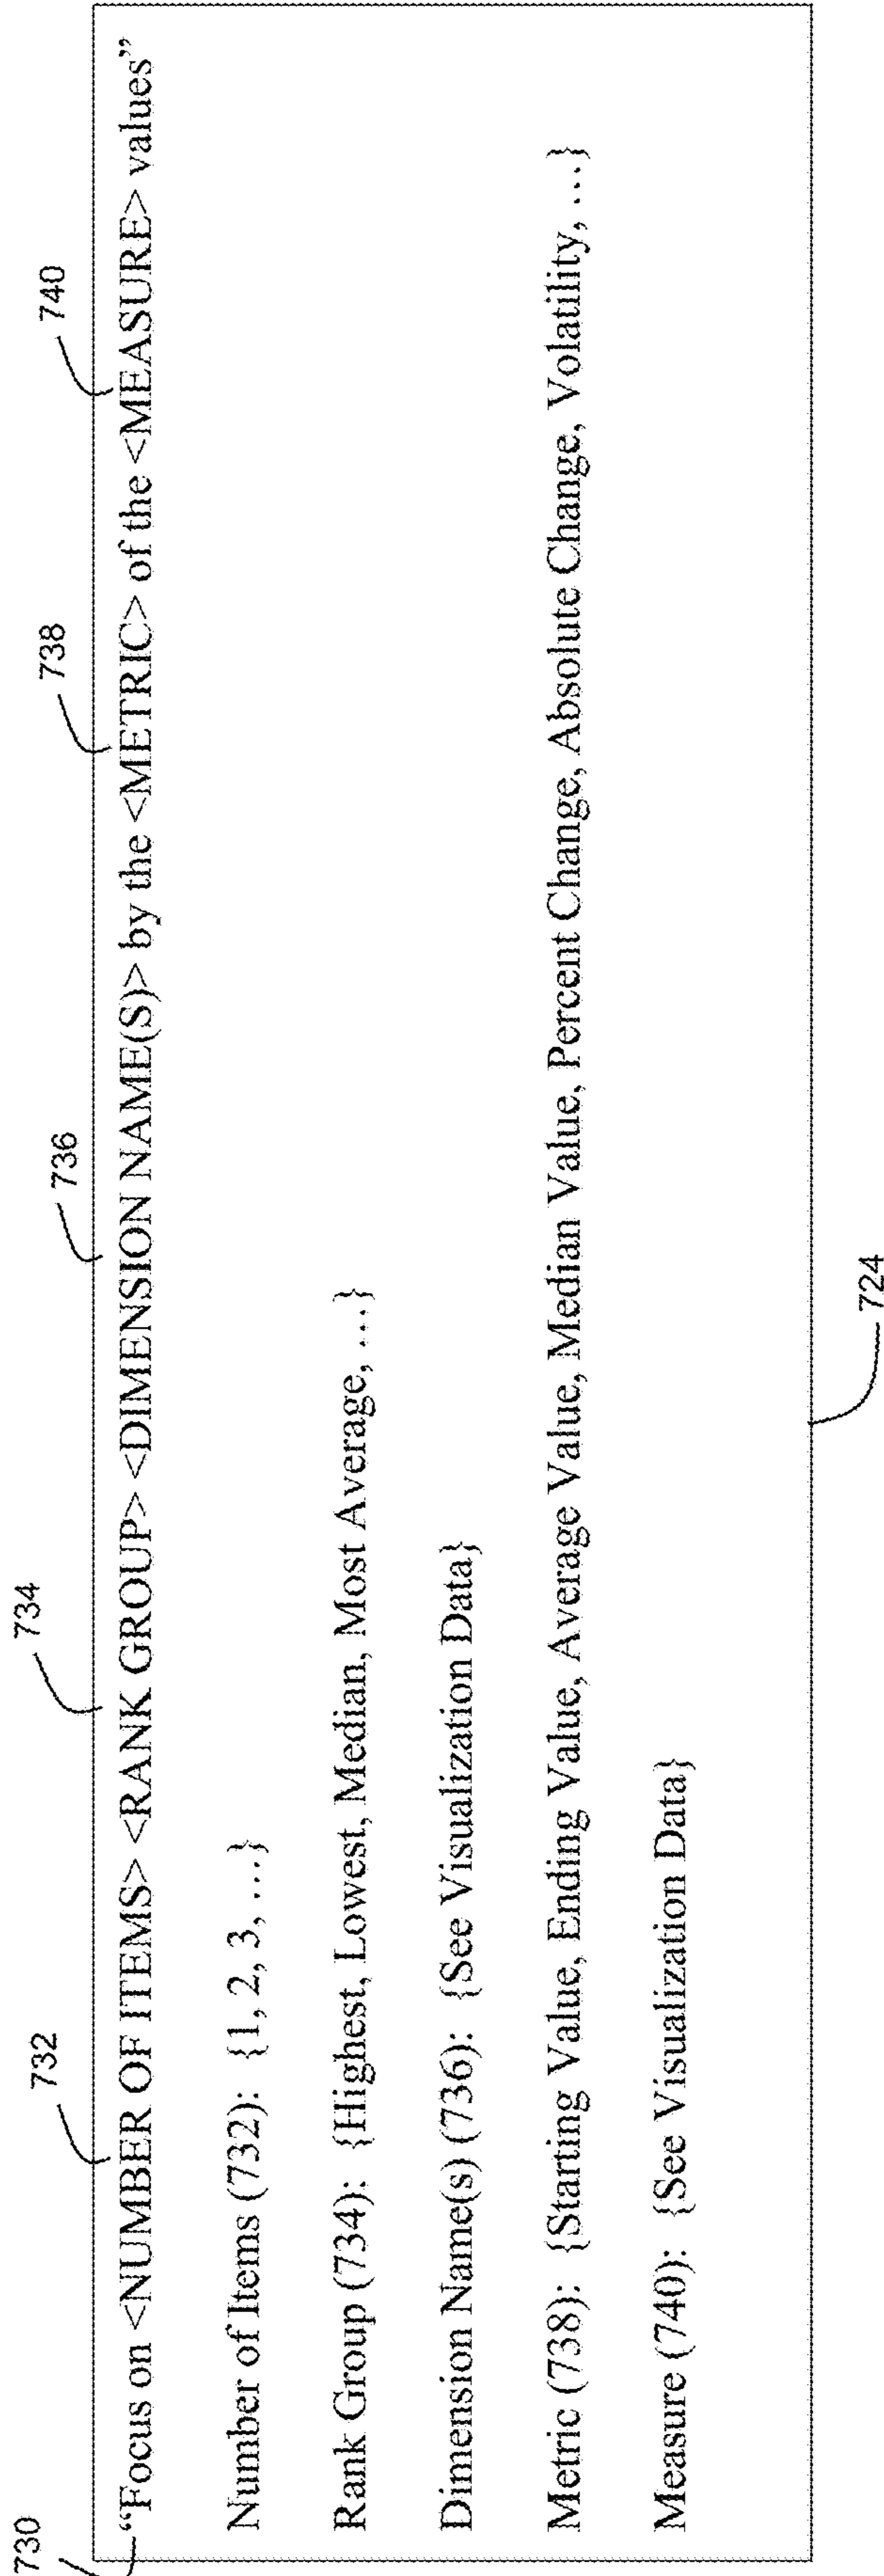 730
732
734
736
738
740
“Focus on <NUMBER OF ITEMS> <RANK GROUP> <DIMENSION NAME(S)> by the <METRIC> of the <MEASURE> values”
Number of Items (732): {1, 2, 3, …}
Rank Group (734): {Highest, Lowest, Median, Most Average, …}
Dimension Name(s) (736): {See Visualization Data}
Metric (738): {Starting Value, Ending Value, Average Value, Median Value, Percent Change, Absolute Change, Volatility, …}
Measure (740): {See Visualization Data}
724